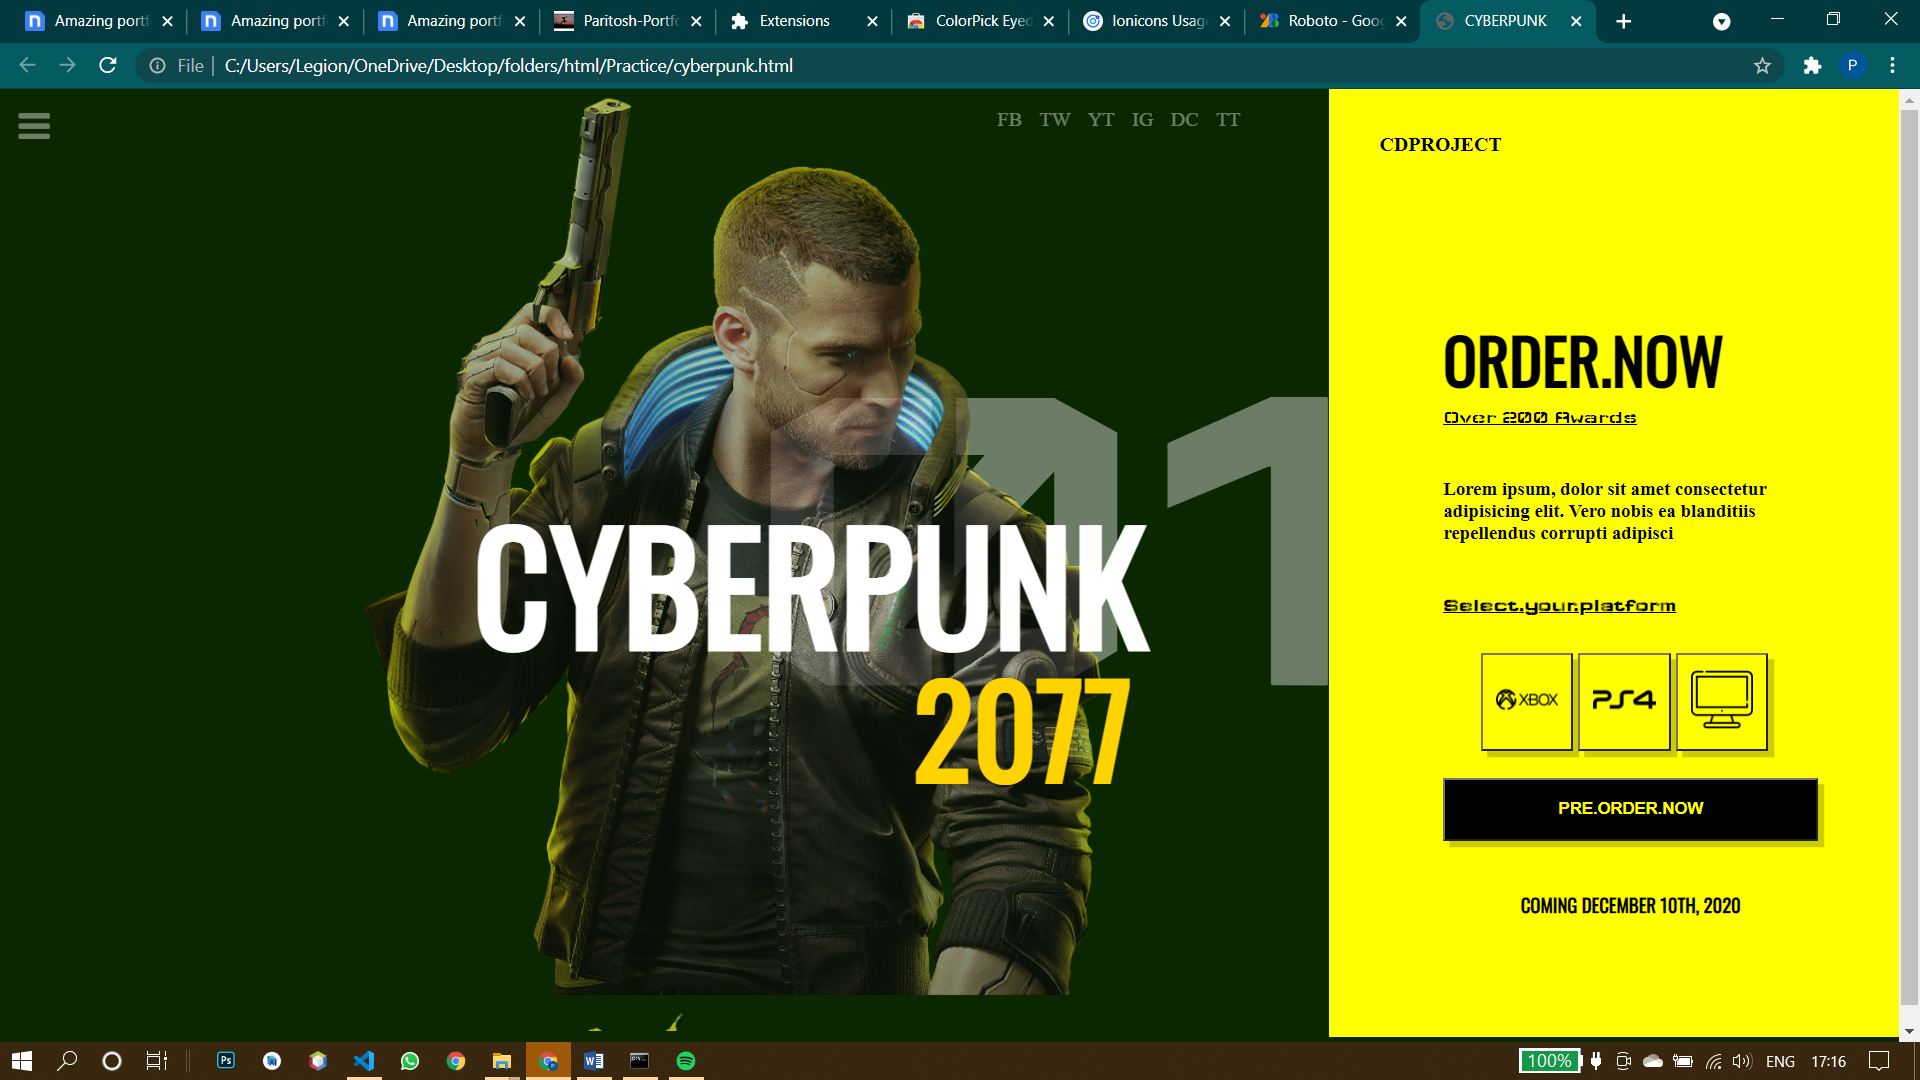 Amazing portf
Amazing portf
Amazing portf
Paritosh-Portfo
Extensions
ColorPick Eyed
Ionicons Usag
Roboto - Goog
CYBERPUNK
File
C:/Users/Legion/OneDrive/Desktop/folders/html/Practice/cyberpunk.html
P
FB TW YT IG DC TT
CDPROJECT
01
CYBERPUNK
2077
ORDER.NOW
Over 200 Awards
Lorem ipsum, dolor sit amet consectetur
adipisicing elit. Vero nobis ea blanditiis
repellendus corrupti adipisci
Select.your.platform
XBOX
PS4
PRE.ORDER.NOW
COMING DECEMBER 10TH, 2020
Ps
100%
ENG
17:16